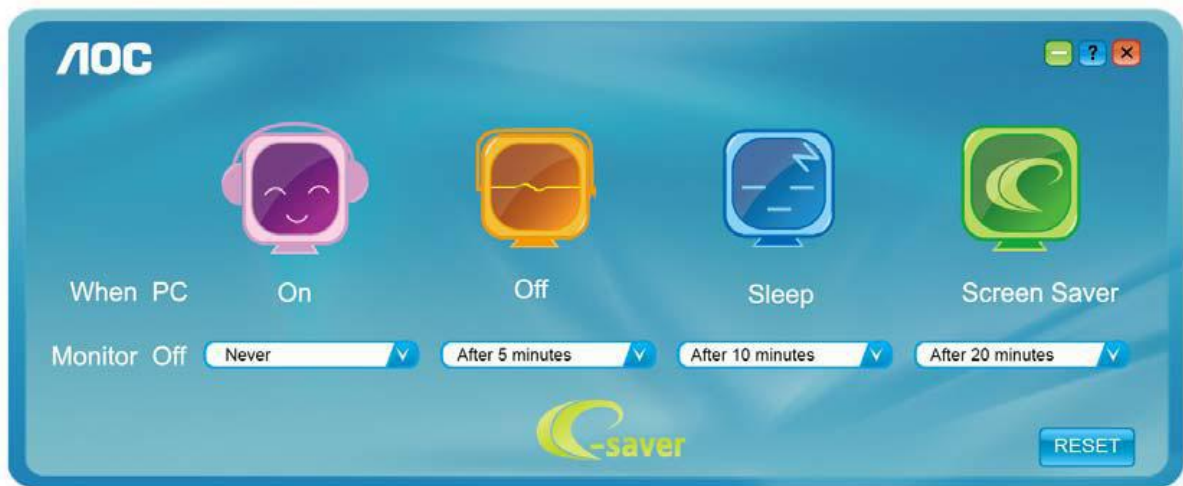 AOC
?
When PC On Off Sleep Screen Saver
Monitor Off Never After 5 minutes After 10 minutes After 20 minutes
e-saver
RESET